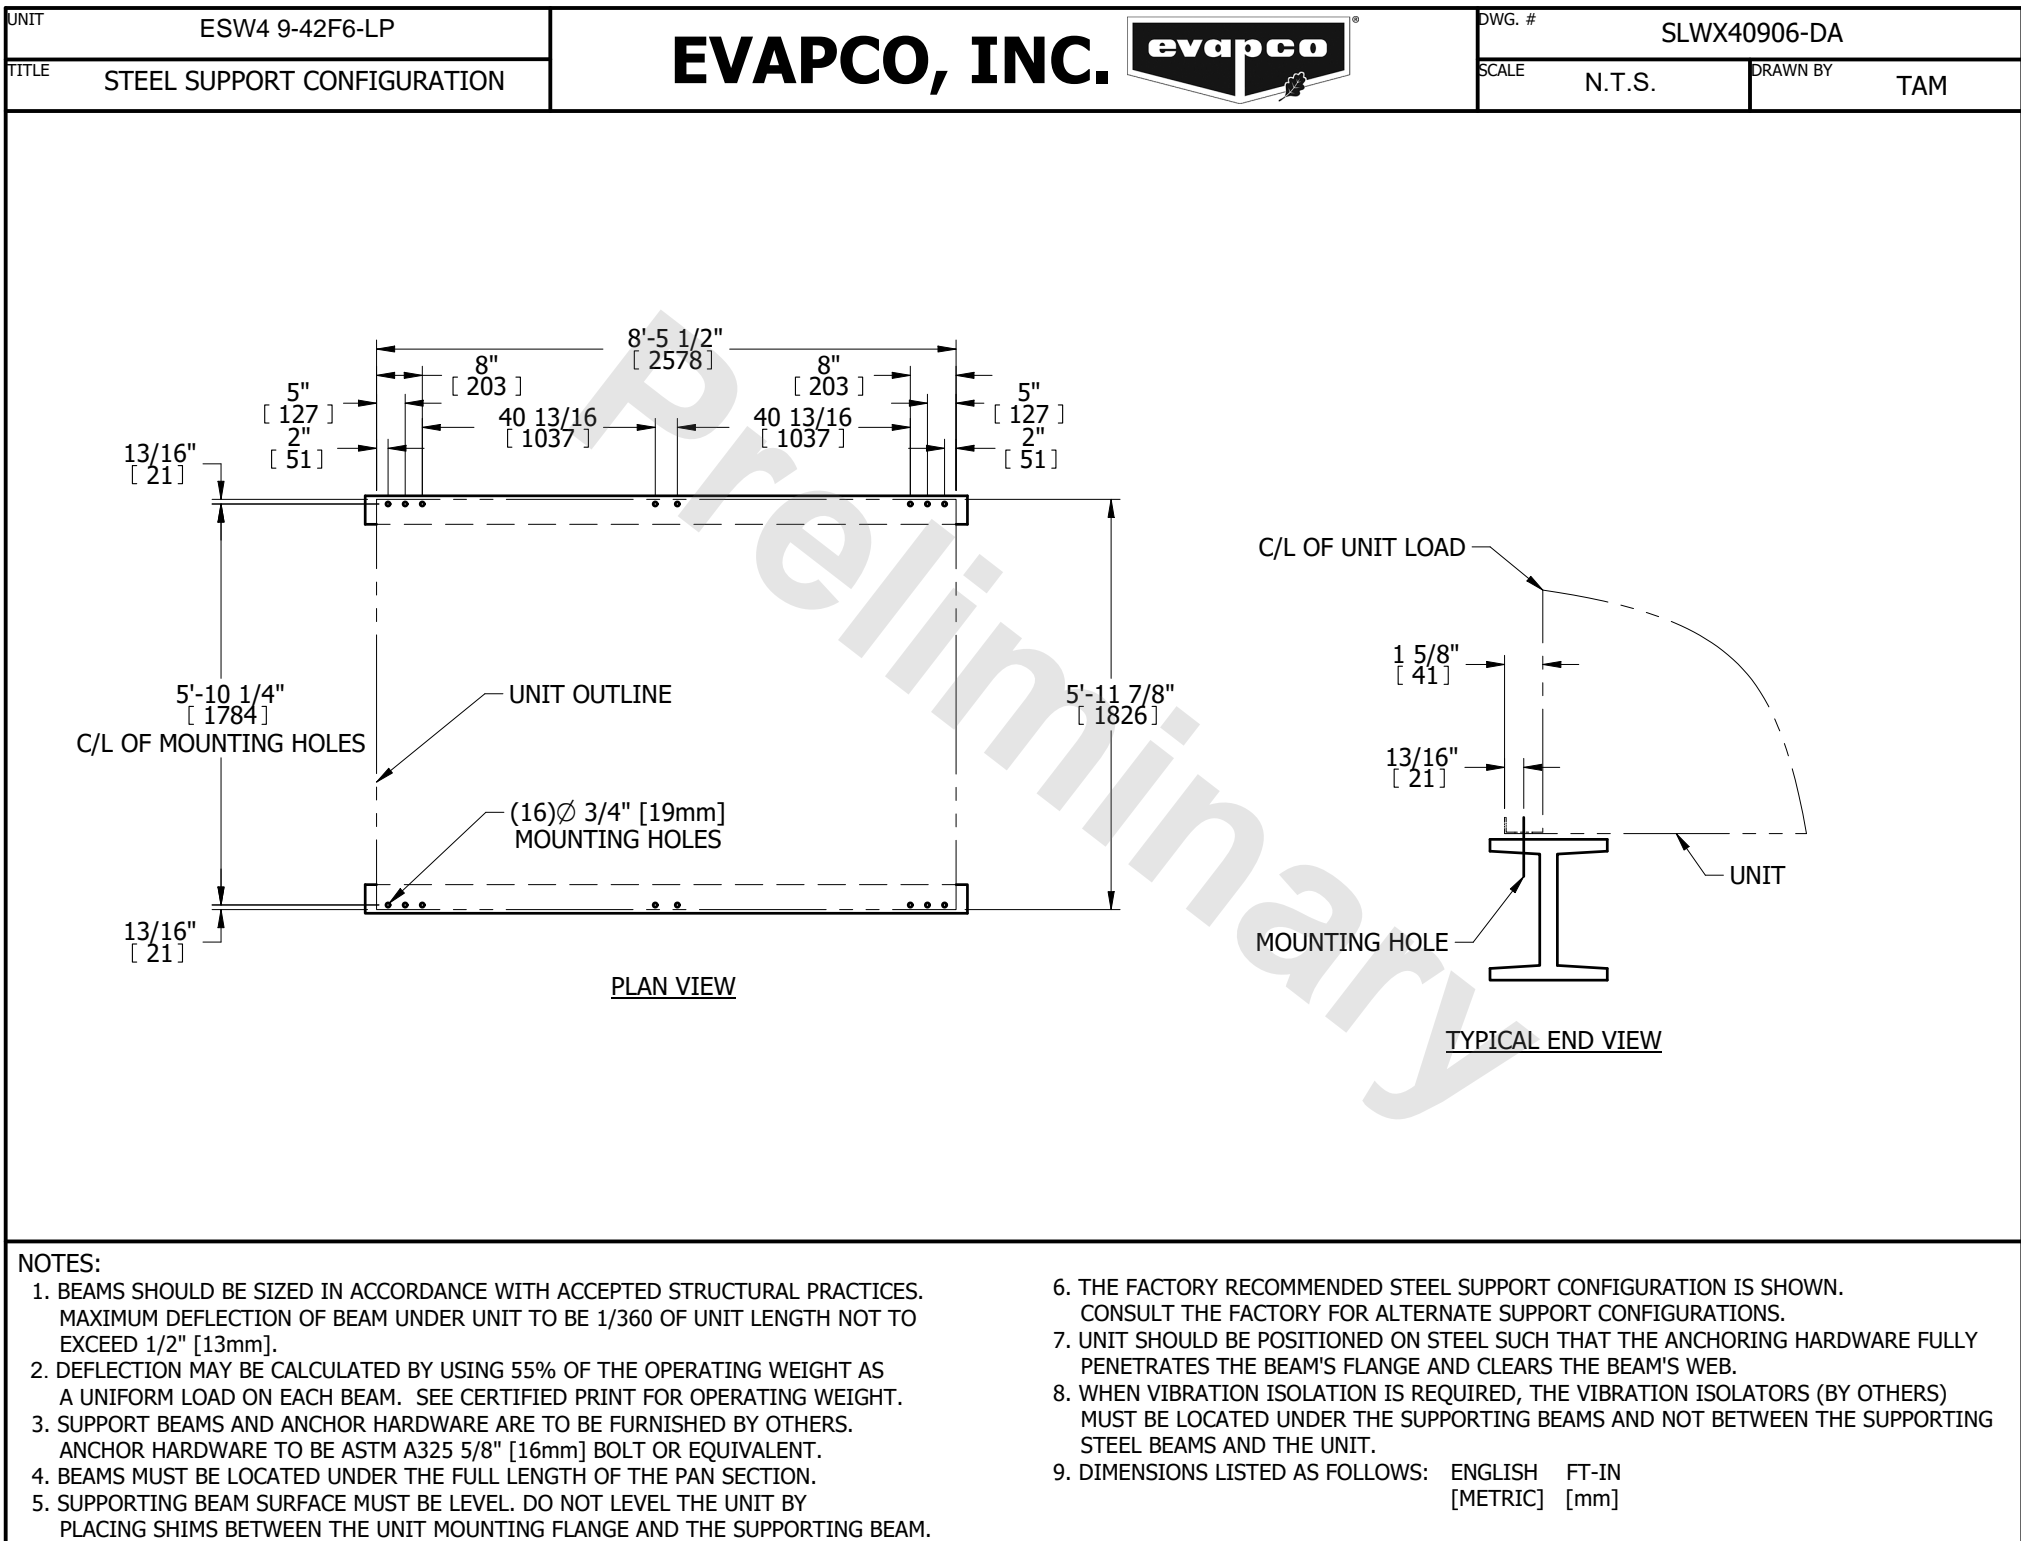 UNIT
ESW4 9-42F6-LP
TITLE
STEEL SUPPORT CONFIGURATION
EVAPCO, INC.
evapco
®
DWG. #
SLWX40906-DA
SCALE
N.T.S.
DRAWN BY
TAM
8'-5 1/2"
[ 2578 ]
8"
[ 203 ]
8"
[ 203 ]
5"
[ 127 ]
5"
[ 127 ]
40 13/16
[ 1037 ]
40 13/16
[ 1037 ]
2"
[ 51 ]
2"
[ 51 ]
13/16"
[ 21 ]
5'-10 1/4"
[ 1784 ]
C/L OF MOUNTING HOLES
UNIT OUTLINE
5'-11 7/8"
[ 1826 ]
(16)Ø 3/4" [19mm]
MOUNTING HOLES
13/16"
[ 21 ]
PLAN VIEW
Preliminary
C/L OF UNIT LOAD
1 5/8"
[ 41 ]
13/16"
[ 21 ]
UNIT
MOUNTING HOLE
TYPICAL END VIEW
NOTES:
1. BEAMS SHOULD BE SIZED IN ACCORDANCE WITH ACCEPTED STRUCTURAL PRACTICES.
MAXIMUM DEFLECTION OF BEAM UNDER UNIT TO BE 1/360 OF UNIT LENGTH NOT TO
EXCEED 1/2" [13mm].
2. DEFLECTION MAY BE CALCULATED BY USING 55% OF THE OPERATING WEIGHT AS
A UNIFORM LOAD ON EACH BEAM. SEE CERTIFIED PRINT FOR OPERATING WEIGHT.
3. SUPPORT BEAMS AND ANCHOR HARDWARE ARE TO BE FURNISHED BY OTHERS.
ANCHOR HARDWARE TO BE ASTM A325 5/8" [16mm] BOLT OR EQUIVALENT.
4. BEAMS MUST BE LOCATED UNDER THE FULL LENGTH OF THE PAN SECTION.
5. SUPPORTING BEAM SURFACE MUST BE LEVEL. DO NOT LEVEL THE UNIT BY
PLACING SHIMS BETWEEN THE UNIT MOUNTING FLANGE AND THE SUPPORTING BEAM.
6. THE FACTORY RECOMMENDED STEEL SUPPORT CONFIGURATION IS SHOWN.
CONSULT THE FACTORY FOR ALTERNATE SUPPORT CONFIGURATIONS.
7. UNIT SHOULD BE POSITIONED ON STEEL SUCH THAT THE ANCHORING HARDWARE FULLY
PENETRATES THE BEAM'S FLANGE AND CLEARS THE BEAM'S WEB.
8. WHEN VIBRATION ISOLATION IS REQUIRED, THE VIBRATION ISOLATORS (BY OTHERS)
MUST BE LOCATED UNDER THE SUPPORTING BEAMS AND NOT BETWEEN THE SUPPORTING
STEEL BEAMS AND THE UNIT.
9. DIMENSIONS LISTED AS FOLLOWS: ENGLISH FT-IN
[METRIC] [mm]